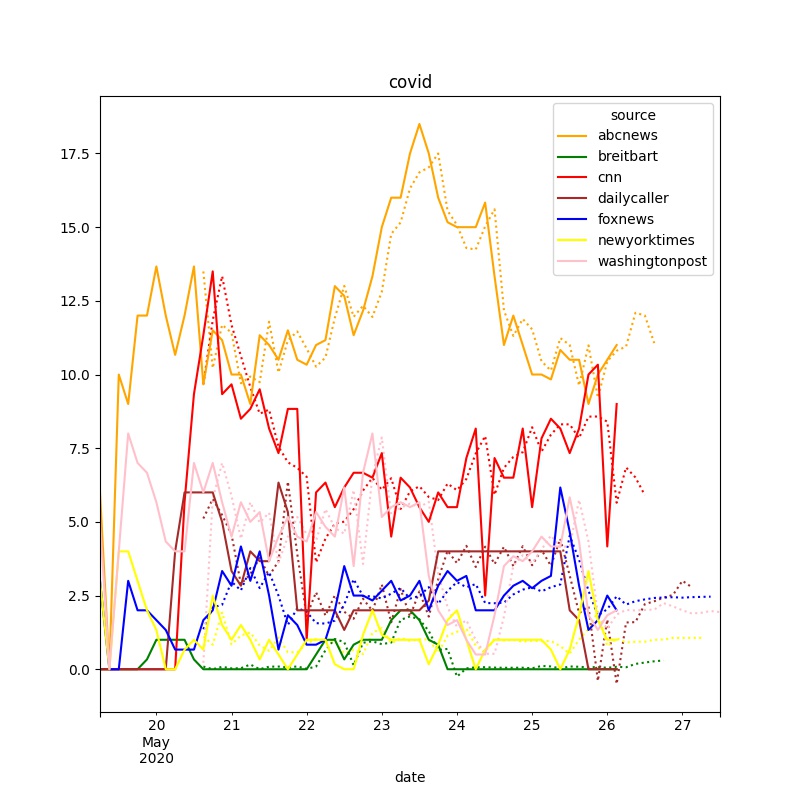 covid
source
abcnews
breitbart
cnn
dailycaller
foxnews
newyorktimes
washingtonpost
17.5
15.0
12.5
10.0
7.5
5.0
2.5
0.0
20 21 22 23 24 25 26 27
May
2020
date